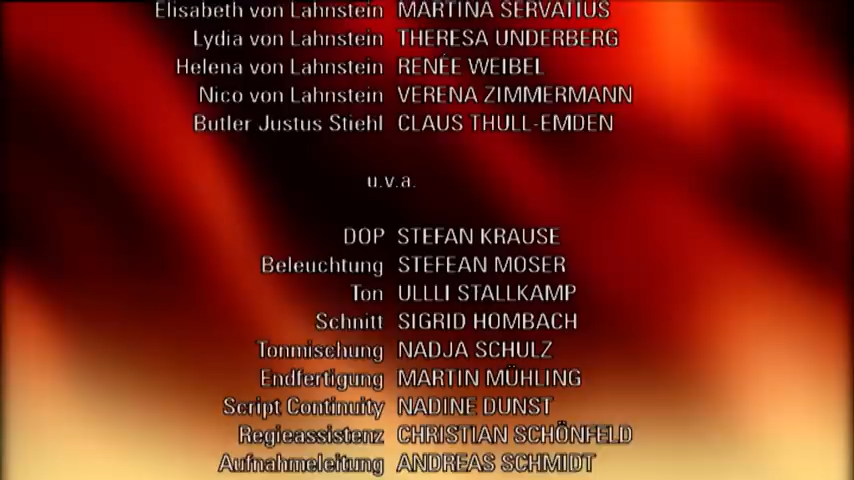 Elisabeth von Lahnstein MARTINA SERVATIUS
Lydia von Lahnstein THERESA UNDERBERG
Helena von Lahnstein RENÉE WEIBEL
Nico von Lahnstein VERENA ZIMMERMANN
Butler Justus Stiehl CLAUS THULL-EMDEN
u.v.a.
DOP STEFAN KRAUSE
Beleuchtung STEFEAN MOSER
Ton ULLLI STALLKAMP
Schnitt SIGRID HOMBACH
Tonmischung NADJA SCHULZ
Endfertigung MARTIN MÜHLING
Script Continuity NADINE DUNST
Regieassistenz CHRISTIAN SCHÖNFELD
Aufnahmeleitung ANDREAS SCHMIDT